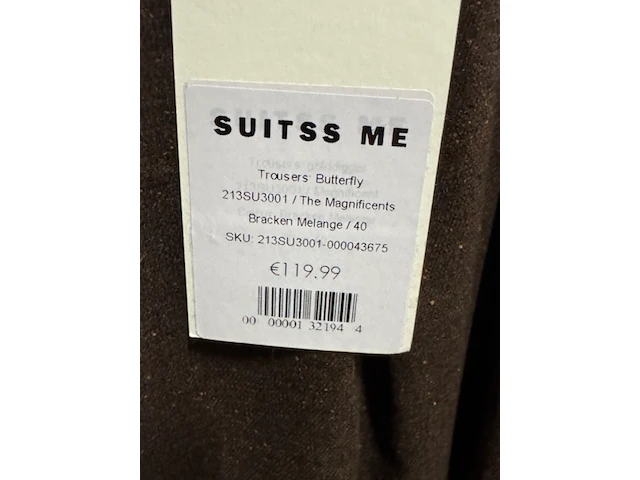 SUITSS ME
Trousers Butterfly
213SU3001 / The Magnificents
Bracken Melange / 40
SKU: 213SU3001-000043675
€119.99
00 00001 32194 4